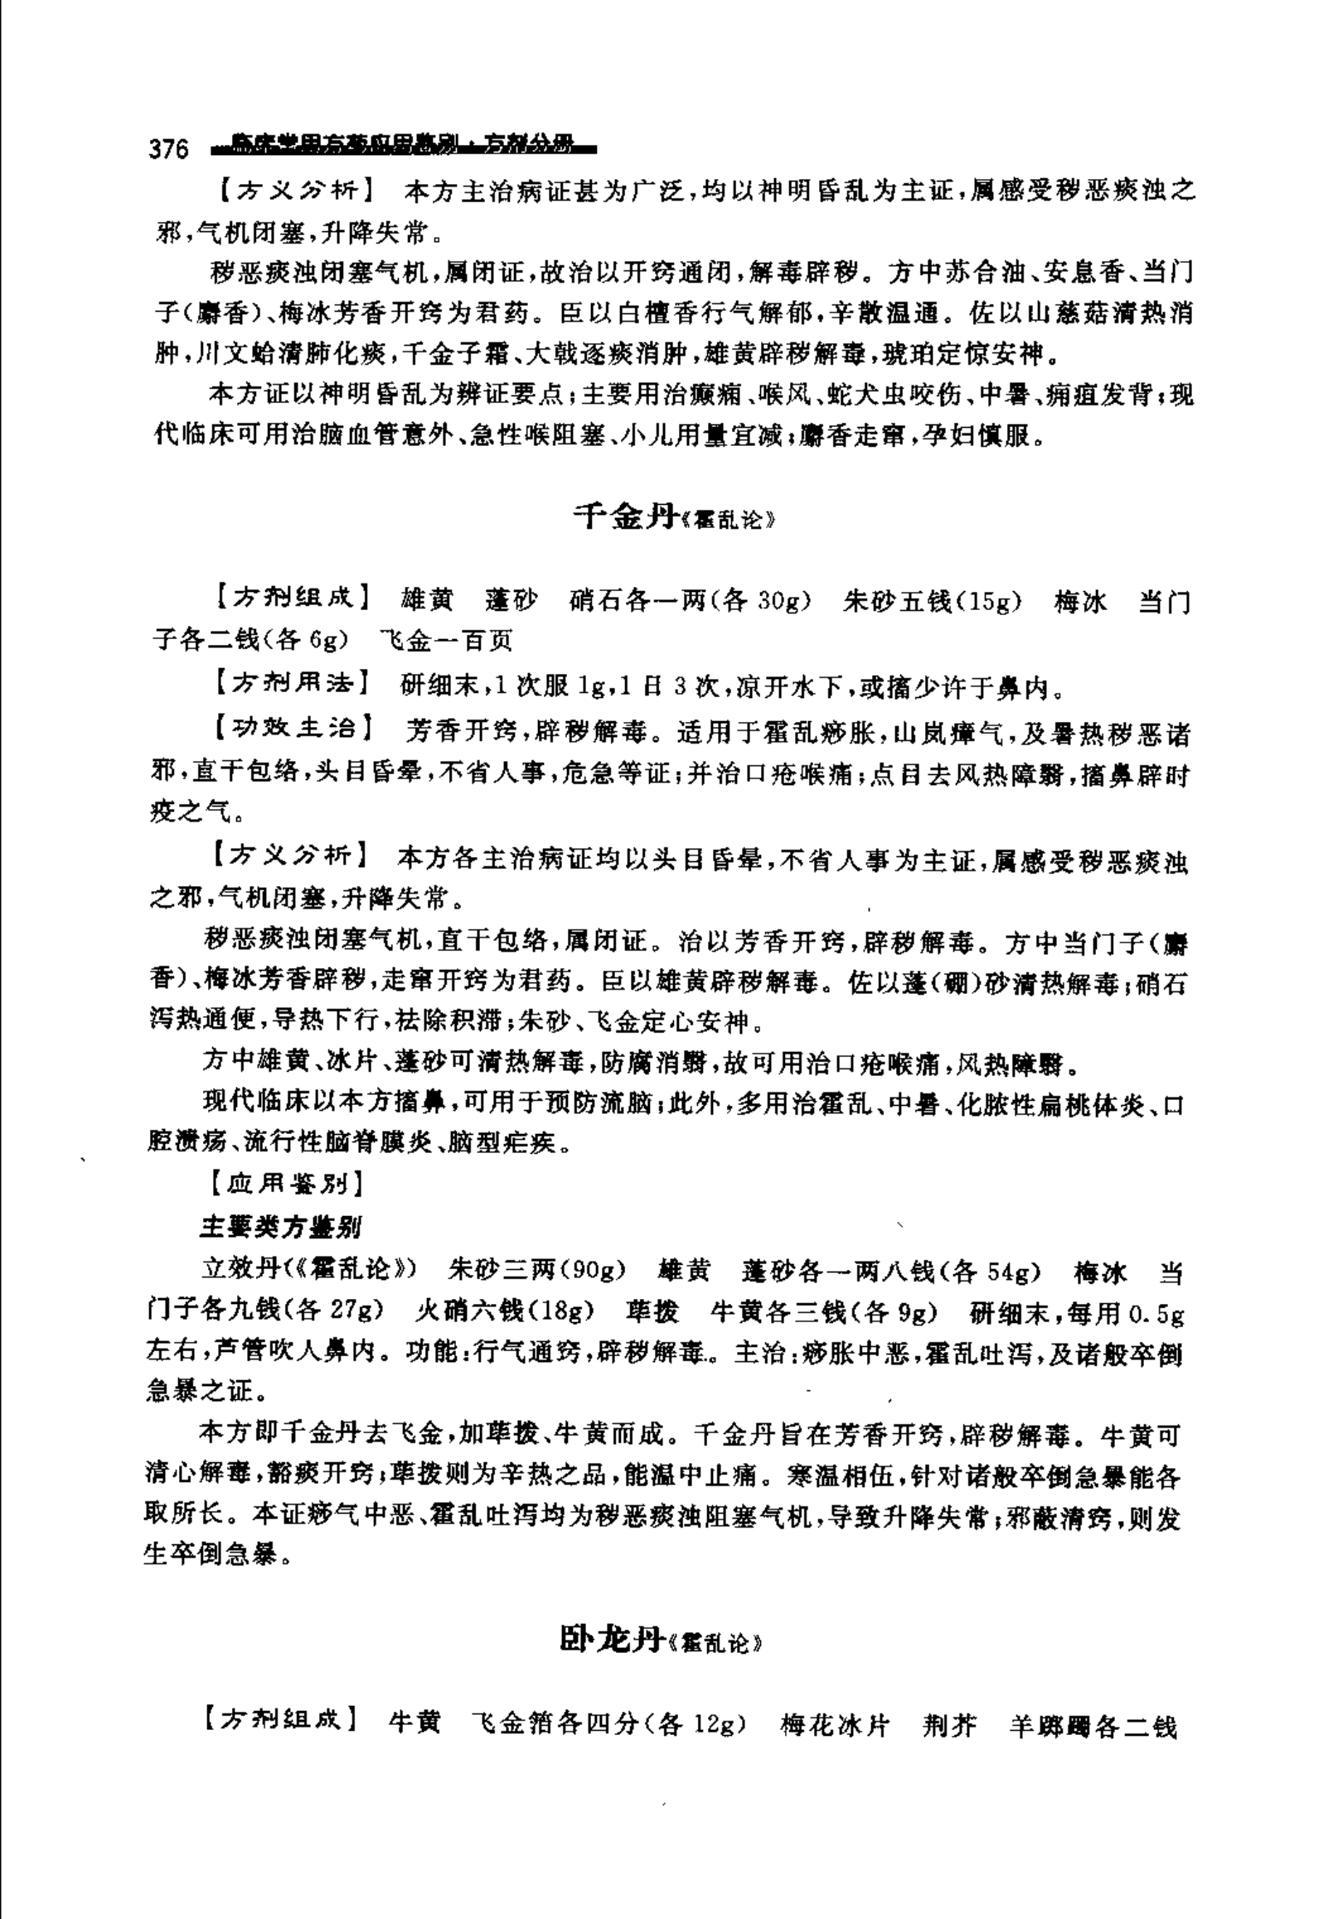 376 临床常用方药应用鉴别·方剂分册
【方义分析】 本方主治病证甚为广泛,均以神明昏乱为主证,属感受秽恶痰浊之
邪,气机闭塞,升降失常。
秽恶痰浊闭塞气机,属闭证,故治以开窍通闭,解毒辟秽。方中苏合油、安息香、当门
子(麝香)、梅冰芳香开窍为君药。臣以白檀香行气解郁,辛散温通。佐以山慈菇清热消
肿,川文蛤清肺化痰,千金子霜、大戟逐痰消肿,雄黄辟秽解毒,琥珀定惊安神。
本方证以神明昏乱为辨证要点;主要用治癫痫、喉风、蛇犬虫咬伤、中暑、痈疽发背;现
代临床可用治脑血管意外、急性喉阻塞、小儿用量宜减;麝香走窜,孕妇慎服。
千金丹《霍乱论》
【方剂组成】 雄黄 蓬砂 硝石各一两(各 30g) 朱砂五钱(15g) 梅冰 当门
子各二钱(各 6g) 飞金一百页
【方剂用法】 研细末,1 次服 1g,1 日 3 次,凉开水下,或搐少许于鼻内。
【功效主治】 芳香开窍,辟秽解毒。适用于霍乱痧胀,山岚瘴气,及暑热秽恶诸
邪,直干包络,头目昏晕,不省人事,危急等证;并治口疮喉痛;点目去风热障翳,搐鼻辟时
疫之气。
【方义分析】 本方各主治病证均以头目昏晕,不省人事为主证,属感受秽恶痰浊
之邪,气机闭塞,升降失常。
秽恶痰浊闭塞气机,直干包络,属闭证。治以芳香开窍,辟秽解毒。方中当门子(麝
香)、梅冰芳香辟秽,走窜开窍为君药。臣以雄黄辟秽解毒。佐以蓬(硼)砂清热解毒;硝石
泻热通便,导热下行,祛除积滞;朱砂、飞金定心安神。
方中雄黄、冰片、蓬砂可清热解毒,防腐消翳,故可用治口疮喉痛,风热障翳。
现代临床以本方搐鼻,可用于预防流脑;此外,多用治霍乱、中暑、化脓性扁桃体炎、口
腔溃疡、流行性脑脊膜炎、脑型疟疾。
【应用鉴别】
主要类方鉴别
立效丹(《霍乱论》) 朱砂三两(90g) 雄黄 蓬砂各一两八钱(各 54g) 梅冰 当
门子各九钱(各 27g) 火硝六钱(18g) 荜拨 牛黄各三钱(各 9g) 研细末,每用 0.5g
左右,芦管吹人鼻内。功能:行气通窍,辟秽解毒。主治:痧胀中恶,霍乱吐泻,及诸般卒倒
急暴之证。
本方即千金丹去飞金,加荜拨、牛黄而成。千金丹旨在芳香开窍,辟秽解毒。牛黄可
清心解毒,豁痰开窍;荜拨则为辛热之品,能温中止痛。寒温相伍,针对诸般卒倒急暴能各
取所长。本证痧气中恶、霍乱吐泻均为秽恶痰浊阻塞气机,导致升降失常;邪蔽清窍,则发
生卒倒急暴。
卧龙丹《霍乱论》
【方剂组成】 牛黄 飞金箔各四分(各 12g) 梅花冰片 荆芥 羊踯躅各二钱